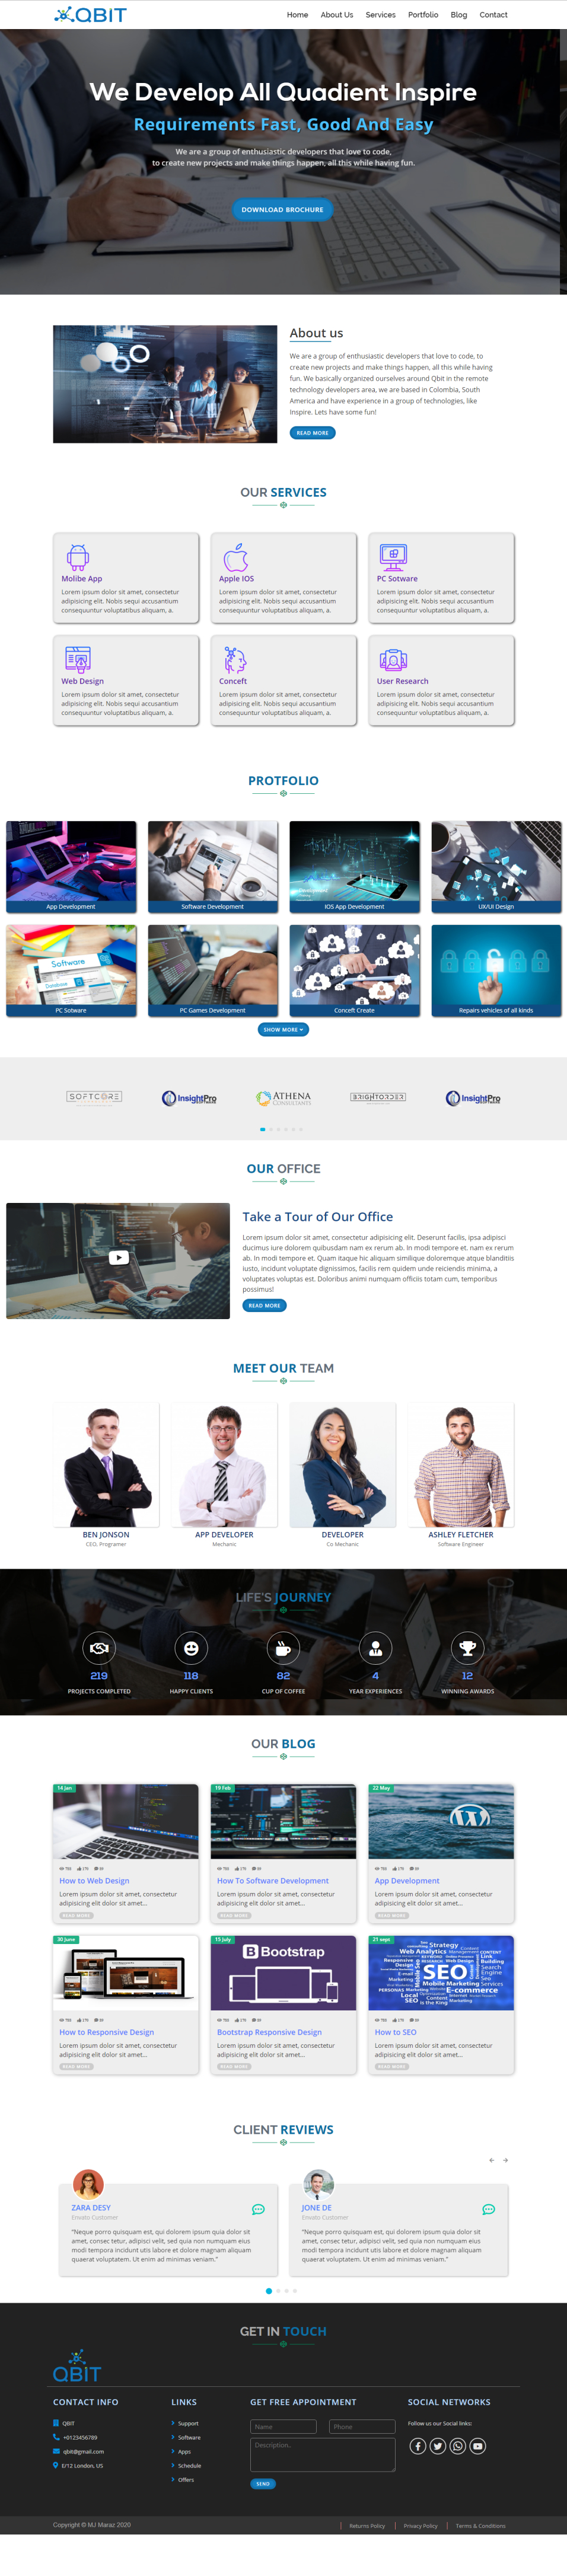 QBIT
Home About Us Services Portfolio Blog Contact
We Develop All Quadient Inspire
Requirements Fast, Good And Easy
We are a group of enthusiastic developers that love to code,
to create new projects and make things happen, all this while having fun.
DOWNLOAD BROCHURE
About us
We are a group of enthusiastic developers that love to code, to
create new projects and make things happen, all this while having
fun. We basically organized ourselves around Qbit in the remote
technology developers area, we are based in Colombia, South
America and have experience in a group of technologies, like
Inspire. Lets have some fun!
READ MORE
OUR SERVICES
Molibe App
Lorem ipsum dolor sit amet, consectetur
adipisicing elit. Nobis sequi accusantium
consequuntur voluptatibus aliquam, a.
Apple IOS
Lorem ipsum dolor sit amet, consectetur
adipisicing elit. Nobis sequi accusantium
consequuntur voluptatibus aliquam, a.
PC Sotware
Lorem ipsum dolor sit amet, consectetur
adipisicing elit. Nobis sequi accusantium
consequuntur voluptatibus aliquam, a.
Web Design
Lorem ipsum dolor sit amet, consectetur
adipisicing elit. Nobis sequi accusantium
consequuntur voluptatibus aliquam, a.
Conceft
Lorem ipsum dolor sit amet, consectetur
adipisicing elit. Nobis sequi accusantium
consequuntur voluptatibus aliquam, a.
User Research
Lorem ipsum dolor sit amet, consectetur
adipisicing elit. Nobis sequi accusantium
consequuntur voluptatibus aliquam, a.
PROTFOLIO
App Development
Software Development
IOS App Development
UX/UI Design
Software
Database
PC Sotware
PC Games Development
Conceft Create
Repairs vehicles of all kinds
SHOW MORE
SOFTCORE
InsightPro
ATHENA
CONSULTANTS
BRIGHTORDER
InsightPro
OUR OFFICE
Take a Tour of Our Office
Lorem ipsum dolor sit amet, consectetur adipisicing elit. Deserunt facilis, ipsa adipisci
ducimus iure dolorem quibusdam nam ex rerum ab. In modi tempore et. nam ex rerum
ab. In modi tempore et. Quam itaque hic aliquam similique doloremque atque blanditiis
iusto, incidunt voluptate dignissimos, facilis rem quidem unde reiciendis minima, a
voluptates voluptas est. Doloribus animi numquam officiis totam cum, temporibus
possimus!
READ MORE
MEET OUR TEAM
BEN JONSON
CEO, Programer
APP DEVELOPER
Mechanic
DEVELOPER
Co Mechanic
ASHLEY FLETCHER
Software Engineer
LIFE'S JOURNEY
219
PROJECTS COMPLETED
118
HAPPY CLIENTS
82
CUP OF COFFEE
4
YEAR EXPERIENCES
12
WINNING AWARDS
OUR BLOG
14 Jan
How to Web Design
Lorem ipsum dolor sit amet, consectetur
adipisicing elit dolor sit amet...
READ MORE
19 Feb
How To Software Development
Lorem ipsum dolor sit amet, consectetur
adipisicing elit dolor sit amet...
READ MORE
22 May
App Development
Lorem ipsum dolor sit amet, consectetur
adipisicing elit dolor sit amet...
READ MORE
30 June
How to Responsive Design
Lorem ipsum dolor sit amet, consectetur
adipisicing elit dolor sit amet...
READ MORE
15 July
B Bootstrap
Bootstrap Responsive Design
Lorem ipsum dolor sit amet, consectetur
adipisicing elit dolor sit amet...
READ MORE
21 sept
Strategy
Web Analytics
SEO
E-commerce
How to SEO
Lorem ipsum dolor sit amet, consectetur
adipisicing elit dolor sit amet...
READ MORE
CLIENT REVIEWS
ZARA DESY
Envato Customer
"Neque porro quisquam est, qui dolorem ipsum quia dolor sit
amet, consec tetur, adipisci velit, sed quia non numquam eius
modi tempora incidunt utis labore et dolore magnam aliquam
quaerat voluptatem. Ut enim ad minimas veniam."
JONE DE
Envato Customer
"Neque porro quisquam est, qui dolorem ipsum quia dolor sit
amet, consec tetur, adipisci velit, sed quia non numquam eius
modi tempora incidunt utis labore et dolore magnam aliquam
quaerat voluptatem. Ut enim ad minimas veniam."
GET IN TOUCH
QBIT
CONTACT INFO
QBIT
+0123456789
qbit@gmail.com
E/12 London, US
LINKS
Support
Software
Apps
Schedule
Offers
GET FREE APPOINTMENT
Name
Phone
Description..
SEND
SOCIAL NETWORKS
Follow us our Social links:
Copyright © MJ Maraz 2020
Returns Policy | Privacy Policy | Terms & Conditions